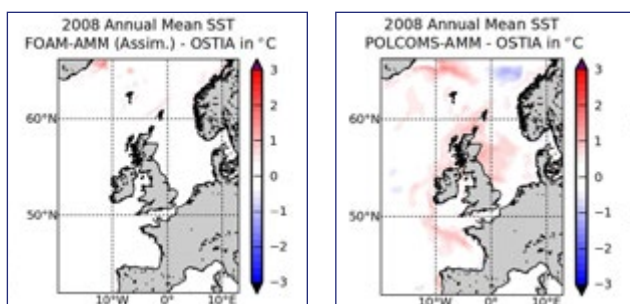 2008 Annual Mean SST
FOAM-AMM (Assim.) - OSTIA in °C
60°N
50°N
10°W
0°
10°E
3
2
1
0
−1
−2
−3
2008 Annual Mean SST
POLCOMS-AMM - OSTIA in °C
60°N
50°N
10°W
0°
10°E
3
2
1
0
−1
−2
−3